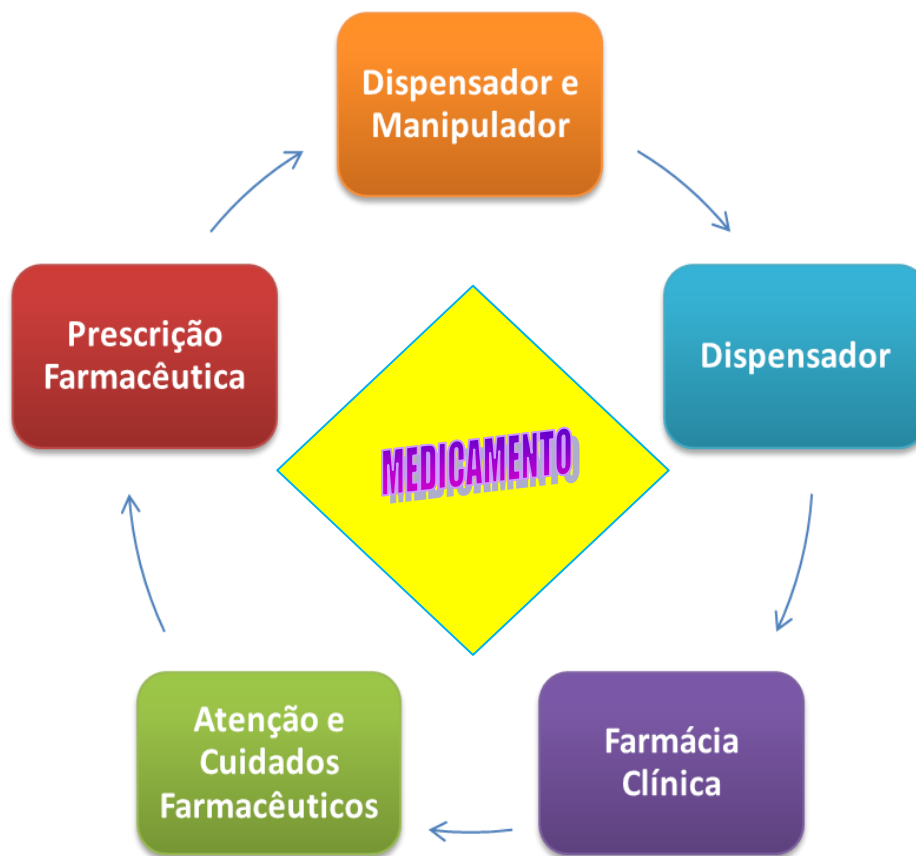 Dispensador e
Manipulador
Prescrição
Farmacêutica
Dispensador
MEDICAMENTO
Atenção e
Cuidados
Farmacêuticos
Farmácia
Clínica